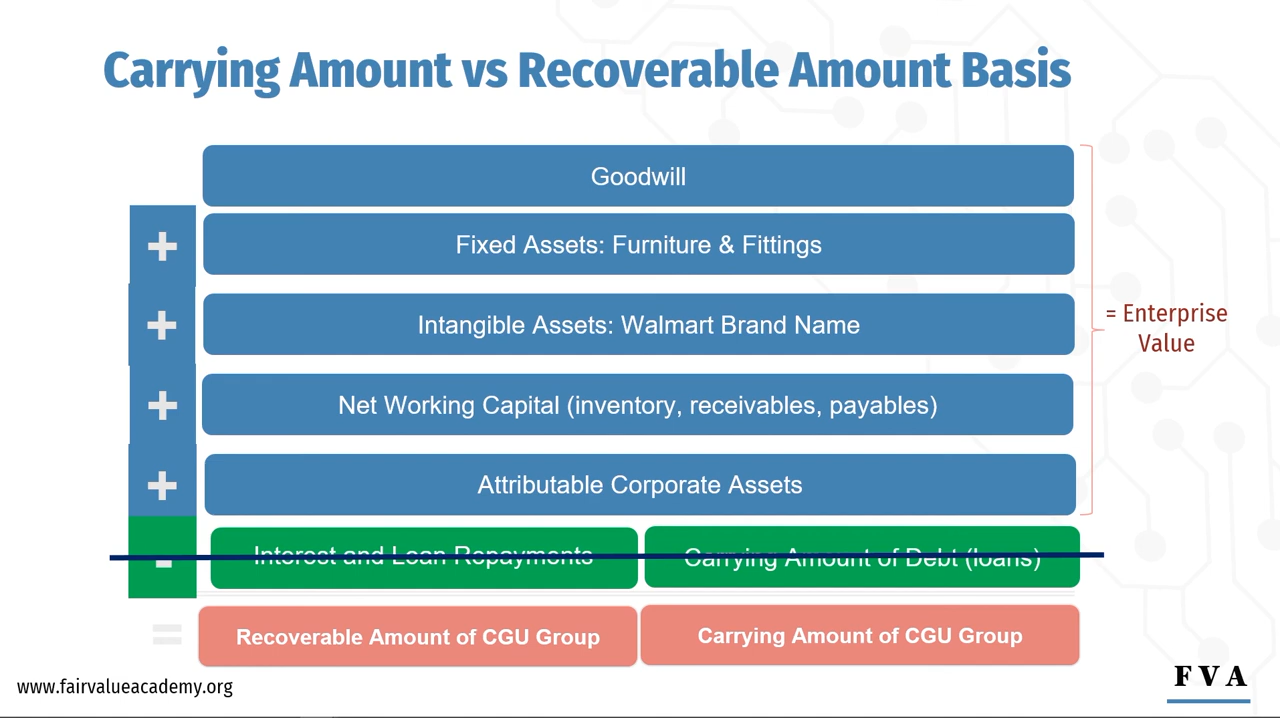 Carrying Amount vs Recoverable Amount Basis
Goodwill
+ Fixed Assets: Furniture & Fittings
+ Intangible Assets: Walmart Brand Name
+ Net Working Capital (inventory, receivables, payables)
+ Attributable Corporate Assets
= Enterprise
Value
- Interest and Loan Repayments Carrying Amount of Debt (loans)
= Recoverable Amount of CGU Group Carrying Amount of CGU Group
www.fairvalueacademy.org
FVA